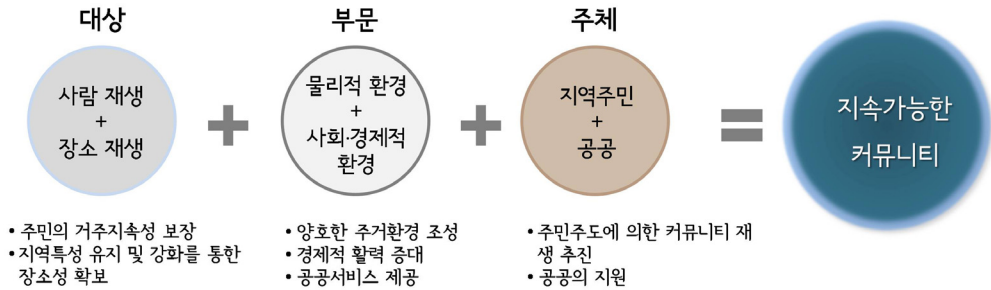 대상
사람 재생
+
장소 재생
• 주민의 거주지속성 보장
• 지역특성 유지 및 강화를 통한
장소성 확보
+
부문
물리적 환경
+
사회·경제적
환경
• 양호한 주거환경 조성
• 경제적 활력 증대
• 공공서비스 제공
+
주체
지역주민
+
공공
• 주민주도에 의한 커뮤니티 재
생 추진
• 공공의 지원
=
지속가능한
커뮤니티